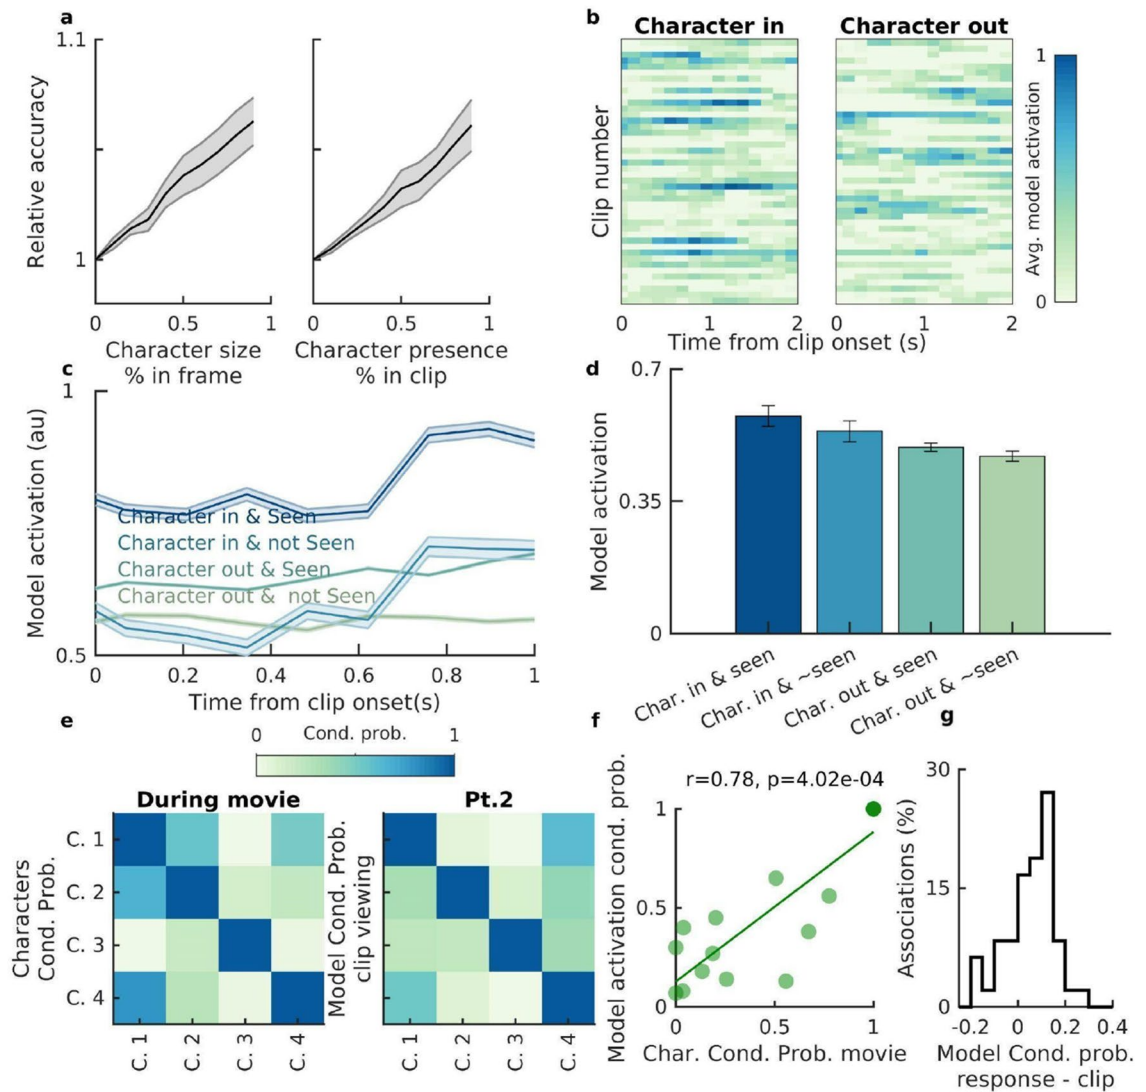 a
1.1
1
Relative accuracy
0
0.5
1
Character size
% in frame
0
0.5
1
Character presence
% in clip
b
Character in
Character out
Clip number
0
1
2
0
1
2
Time from clip onset (s)
1
0
Avg. model activation
c
1
0.5
Model activation (au)
Character in & Seen
Character in & not Seen
Character out & Seen
Character out & not Seen
0
0.2
0.4
0.6
0.8
1
Time from clip onset(s)
d
0.7
0.35
0
Model activation
Char. in & seen
Char. in & ~seen
Char. out & seen
Char. out & ~seen
e
0
Cond. prob.
1
During movie
Characters
Cond. Prob.
C. 1
C. 2
C. 3
C. 4
C. 1
C. 2
C. 3
C. 4
Pt.2
Model Cond. Prob.
clip viewing
C. 1
C. 2
C. 3
C. 4
f
r=0.78, p=4.02e-04
Model activation cond. prob.
1
0.5
0
0
0.5
1
Char. Cond. Prob. movie
g
Associations (%)
30
15
0
-0.2
0
0.2
0.4
Model Cond. prob.
response - clip